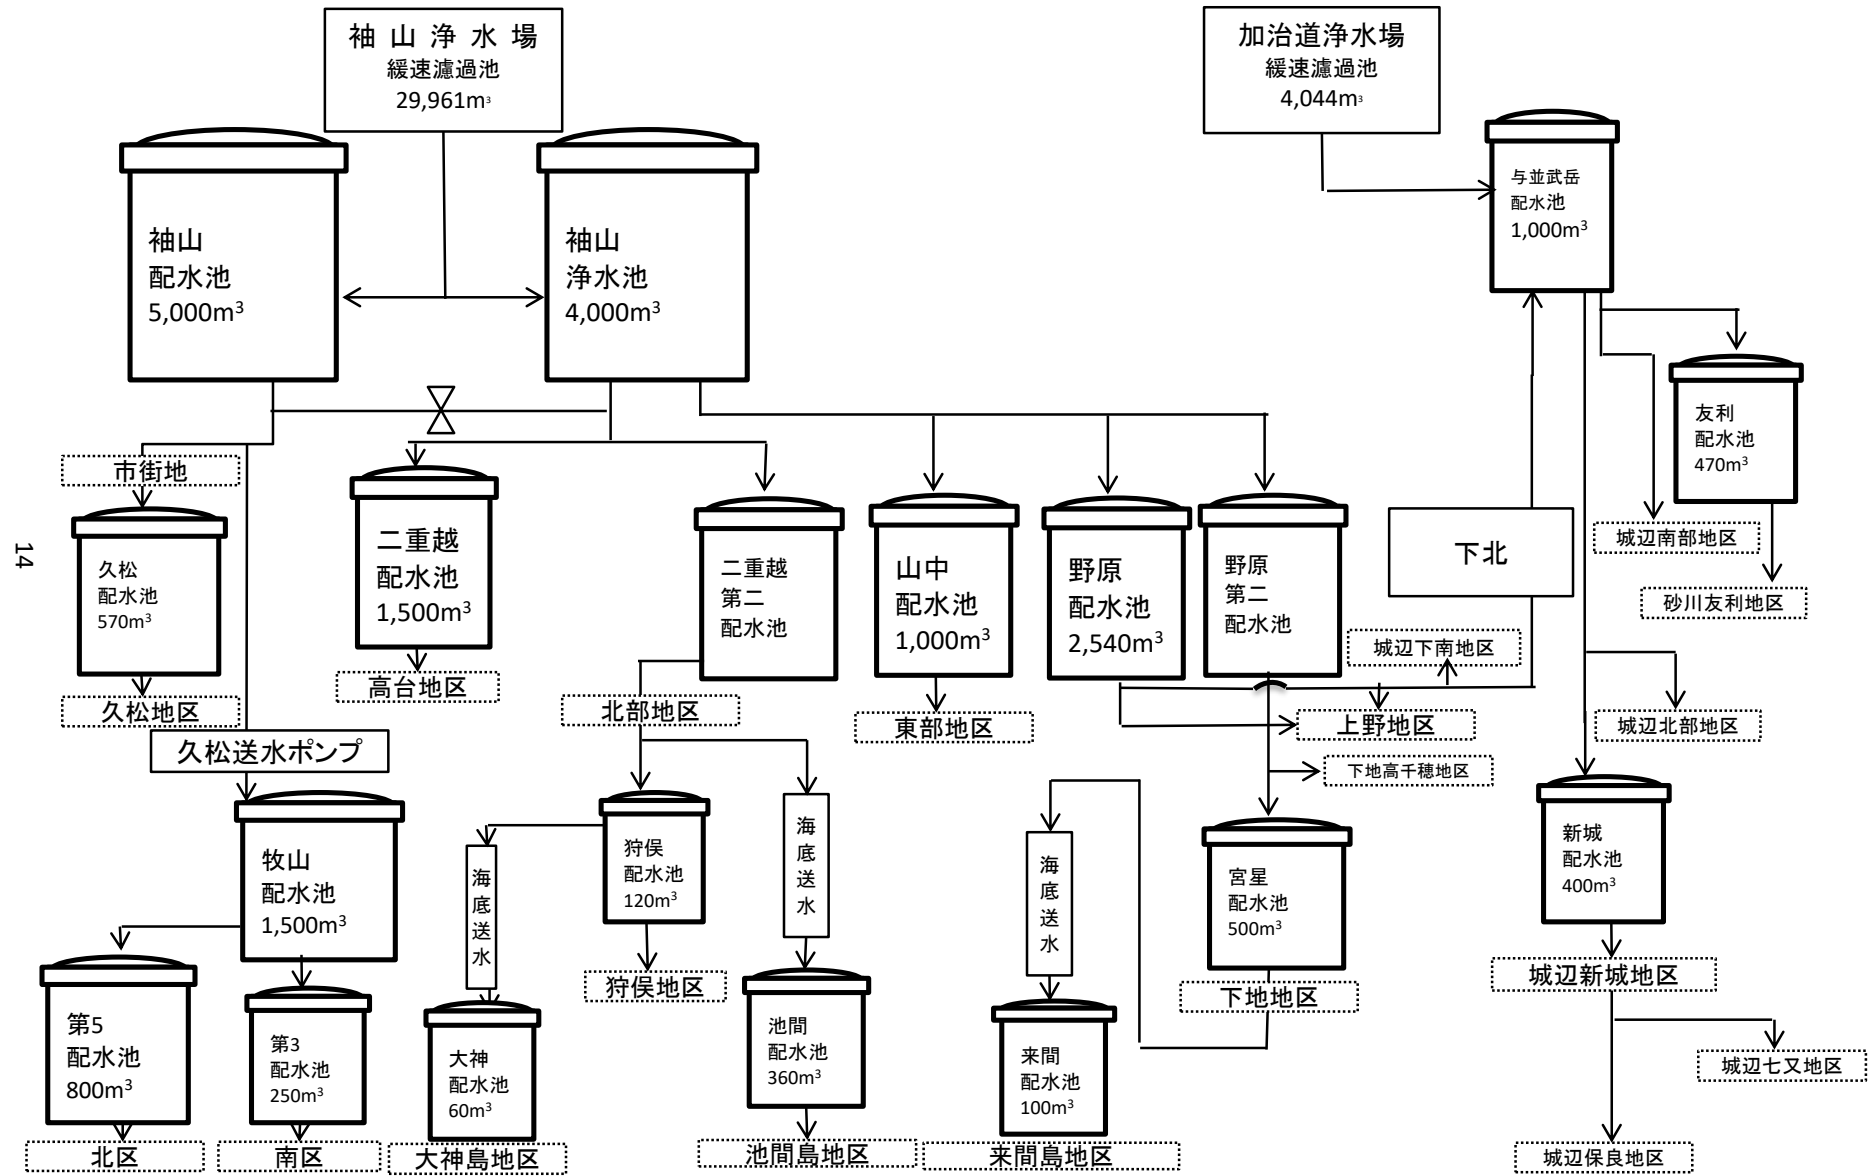 袖 山 浄 水 場
緩速濾過池
29,961m³
加治道浄水場
緩速濾過池
4,044m³
与並武岳
配水池
1,000m³
袖山
配水池
5,000m³
袖山
浄水池
4,000m³
友利
配水池
470m³
市街地
久松
配水池
570m³
二重越
配水池
1,500m³
二重越
第二
配水池
山中
配水池
1,000m³
野原
配水池
2,540m³
野原
第二
配水池
下北
城辺南部地区
砂川友利地区
14
城辺下南地区
高台地区
久松地区
北部地区
東部地区
上野地区
城辺北部地区
久松送水ポンプ
下地高千穂地区
牧山
配水池
1,500m³
海底送水
狩俣
配水池
120m³
海底送水
海底送水
宮星
配水池
500m³
新城
配水池
400m³
狩俣地区
下地地区
城辺新城地区
第5
配水池
800m³
第3
配水池
250m³
大神
配水池
60m³
池間
配水池
360m³
来間
配水池
100m³
城辺七又地区
北区
南区
大神島地区
池間島地区
来間島地区
城辺保良地区